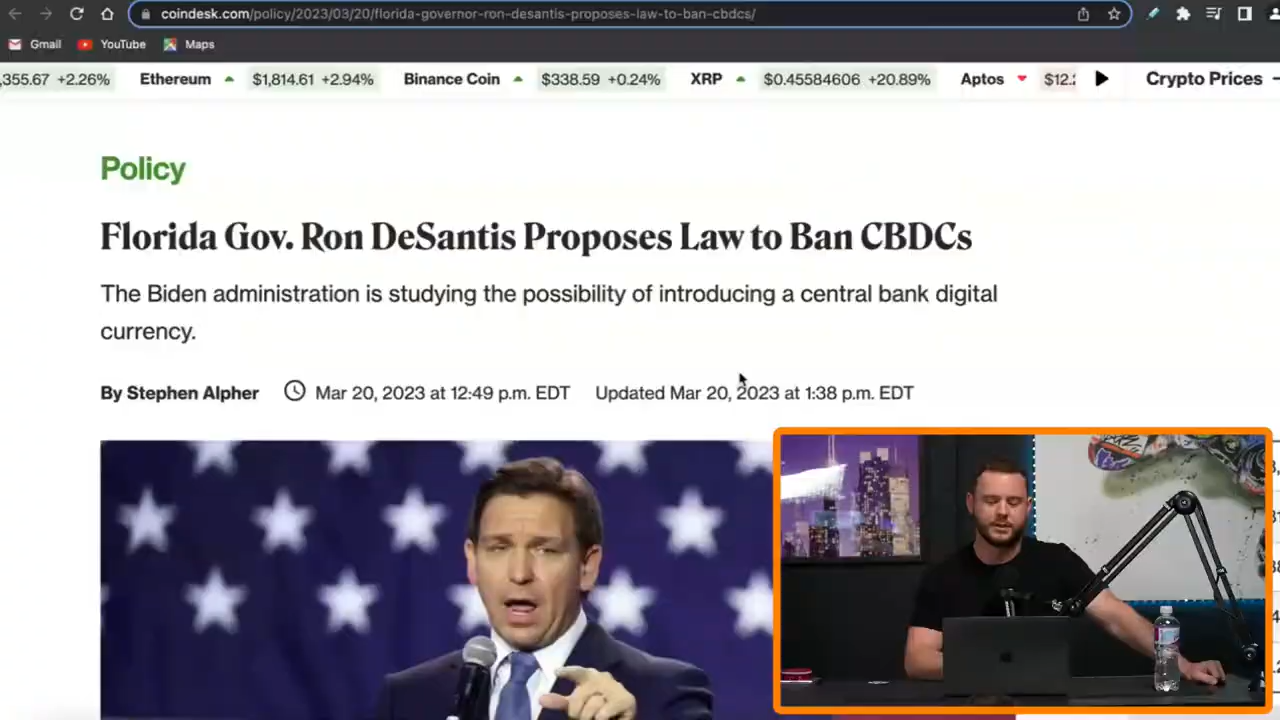 coindesk.com/policy/2023/03/20/florida-governor-ron-desantis-proposes-law-to-ban-cbdcs/
Gmail YouTube Maps
,355.67 +2.26% Ethereum $1,814.61 +2.94% Binance Coin $338.59 +0.24% XRP $0.45584606 +20.89% Aptos $12. Crypto Prices
Policy
Florida Gov. Ron DeSantis Proposes Law to Ban CBDCs
The Biden administration is studying the possibility of introducing a central bank digital
currency.
By Stephen Alpher Mar 20, 2023 at 12:49 p.m. EDT Updated Mar 20, 2023 at 1:38 p.m. EDT